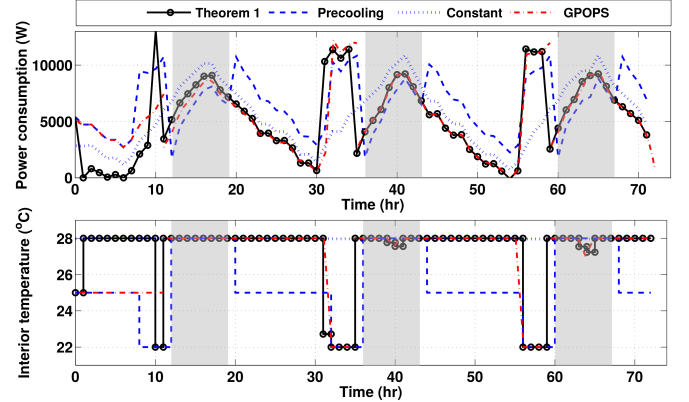 Theorem 1 Precooling Constant GPOPS
Power consumption (W)
10000
5000
0
0 10 20 30 40 50 60 70
Time (hr)
Interior temperature (°C)
28
26
24
22
0 10 20 30 40 50 60 70
Time (hr)